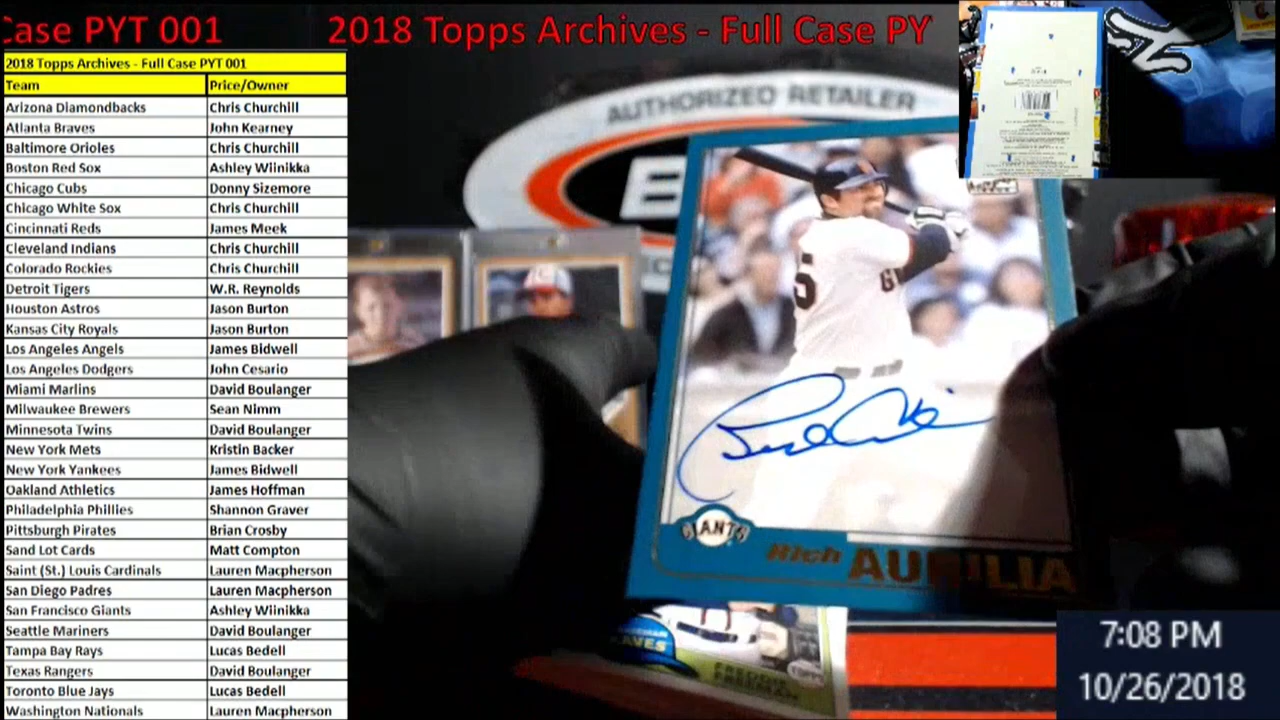 Case PYT 001
2018 Topps Archives - Full Case PY
2018 Topps Archives - Full Case PYT 001
Team Price/Owner
Arizona Diamondbacks Chris Churchill
Atlanta Braves John Kearney
Baltimore Orioles Chris Churchill
Boston Red Sox Ashley Wiinikka
Chicago Cubs Donny Sizemore
Chicago White Sox Chris Churchill
Cincinnati Reds James Meek
Cleveland Indians Chris Churchill
Colorado Rockies Chris Churchill
Detroit Tigers W.R. Reynolds
Houston Astros Jason Burton
Kansas City Royals Jason Burton
Los Angeles Angels James Bidwell
Los Angeles Dodgers John Cesario
Miami Marlins David Boulanger
Milwaukee Brewers Sean Nimm
Minnesota Twins David Boulanger
New York Mets Kristin Backer
New York Yankees James Bidwell
Oakland Athletics James Hoffman
Philadelphia Phillies Shannon Graver
Pittsburgh Pirates Brian Crosby
Sand Lot Cards Matt Compton
Saint (St.) Louis Cardinals Lauren Macpherson
San Diego Padres Lauren Macpherson
San Francisco Giants Ashley Wiinikka
Seattle Mariners David Boulanger
Tampa Bay Rays Lucas Bedell
Texas Rangers David Boulanger
Toronto Blue Jays Lucas Bedell
Washington Nationals Lauren Macpherson
AUTHORIZED RETAILER
GIANTS
Rich AURILIA
FREDDIE
FREEMAN
7:08 PM
10/26/2018